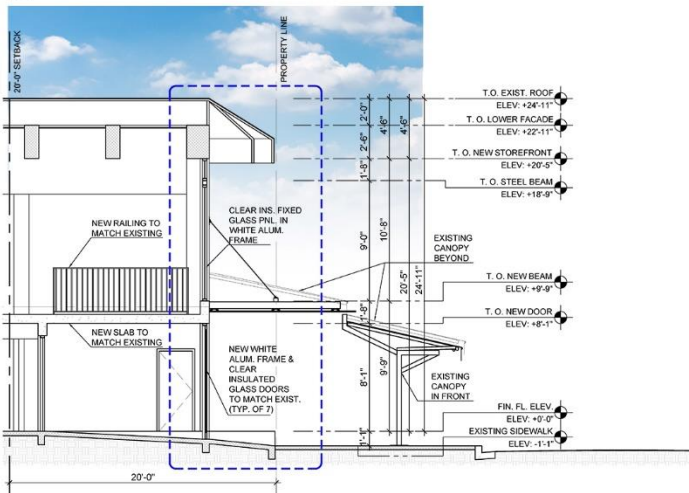 20'-0" SETBACK
PROPERTY LINE
T.O. EXIST. ROOF
ELEV: +24'-11"
T. O. LOWER FACADE
ELEV: +22'-11"
T. O. NEW STOREFRONT
ELEV: +20'-5"
T. O. STEEL BEAM
ELEV: +18'-9"
2'-0"
2'-6"
4'-6"
4'-6"
1'-8"
NEW RAILING TO
MATCH EXISTING
CLEAR INS. FIXED
GLASS PNL. IN
WHITE ALUM.
FRAME
9'-0"
10'-8"
20'-5"
24'-11"
EXISTING
CANOPY
BEYOND
T. O. NEW BEAM
ELEV: +9'-9"
1'-8"
T. O. NEW DOOR
ELEV: +8'-1"
NEW SLAB TO
MATCH EXISTING
NEW WHITE
ALUM. FRAME &
CLEAR
INSULATED
GLASS DOORS
TO MATCH EXIST.
(TYP. OF 7)
8'-1"
9'-9"
EXISTING
CANOPY
IN FRONT
FIN. FL. ELEV.
ELEV: +0'-0"
EXISTING SIDEWALK
ELEV: -1'-1"
1'-1"
20'-0"